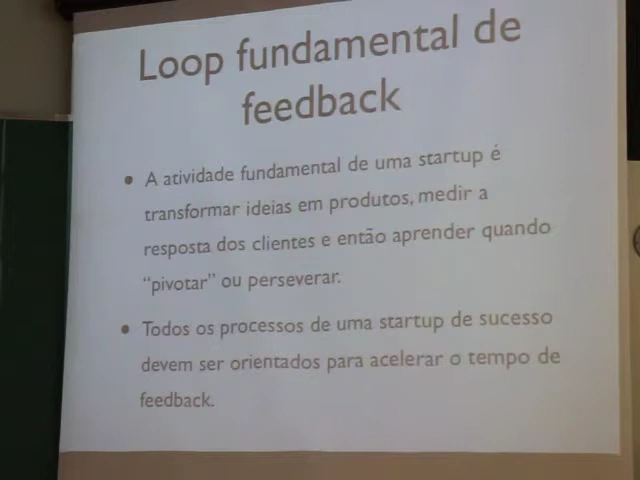 Loop fundamental de
feedback
• A atividade fundamental de uma startup é
transformar ideias em produtos, medir a
resposta dos clientes e então aprender quando
“pivotar” ou perseverar.
• Todos os processos de uma startup de sucesso
devem ser orientados para acelerar o tempo de
feedback.